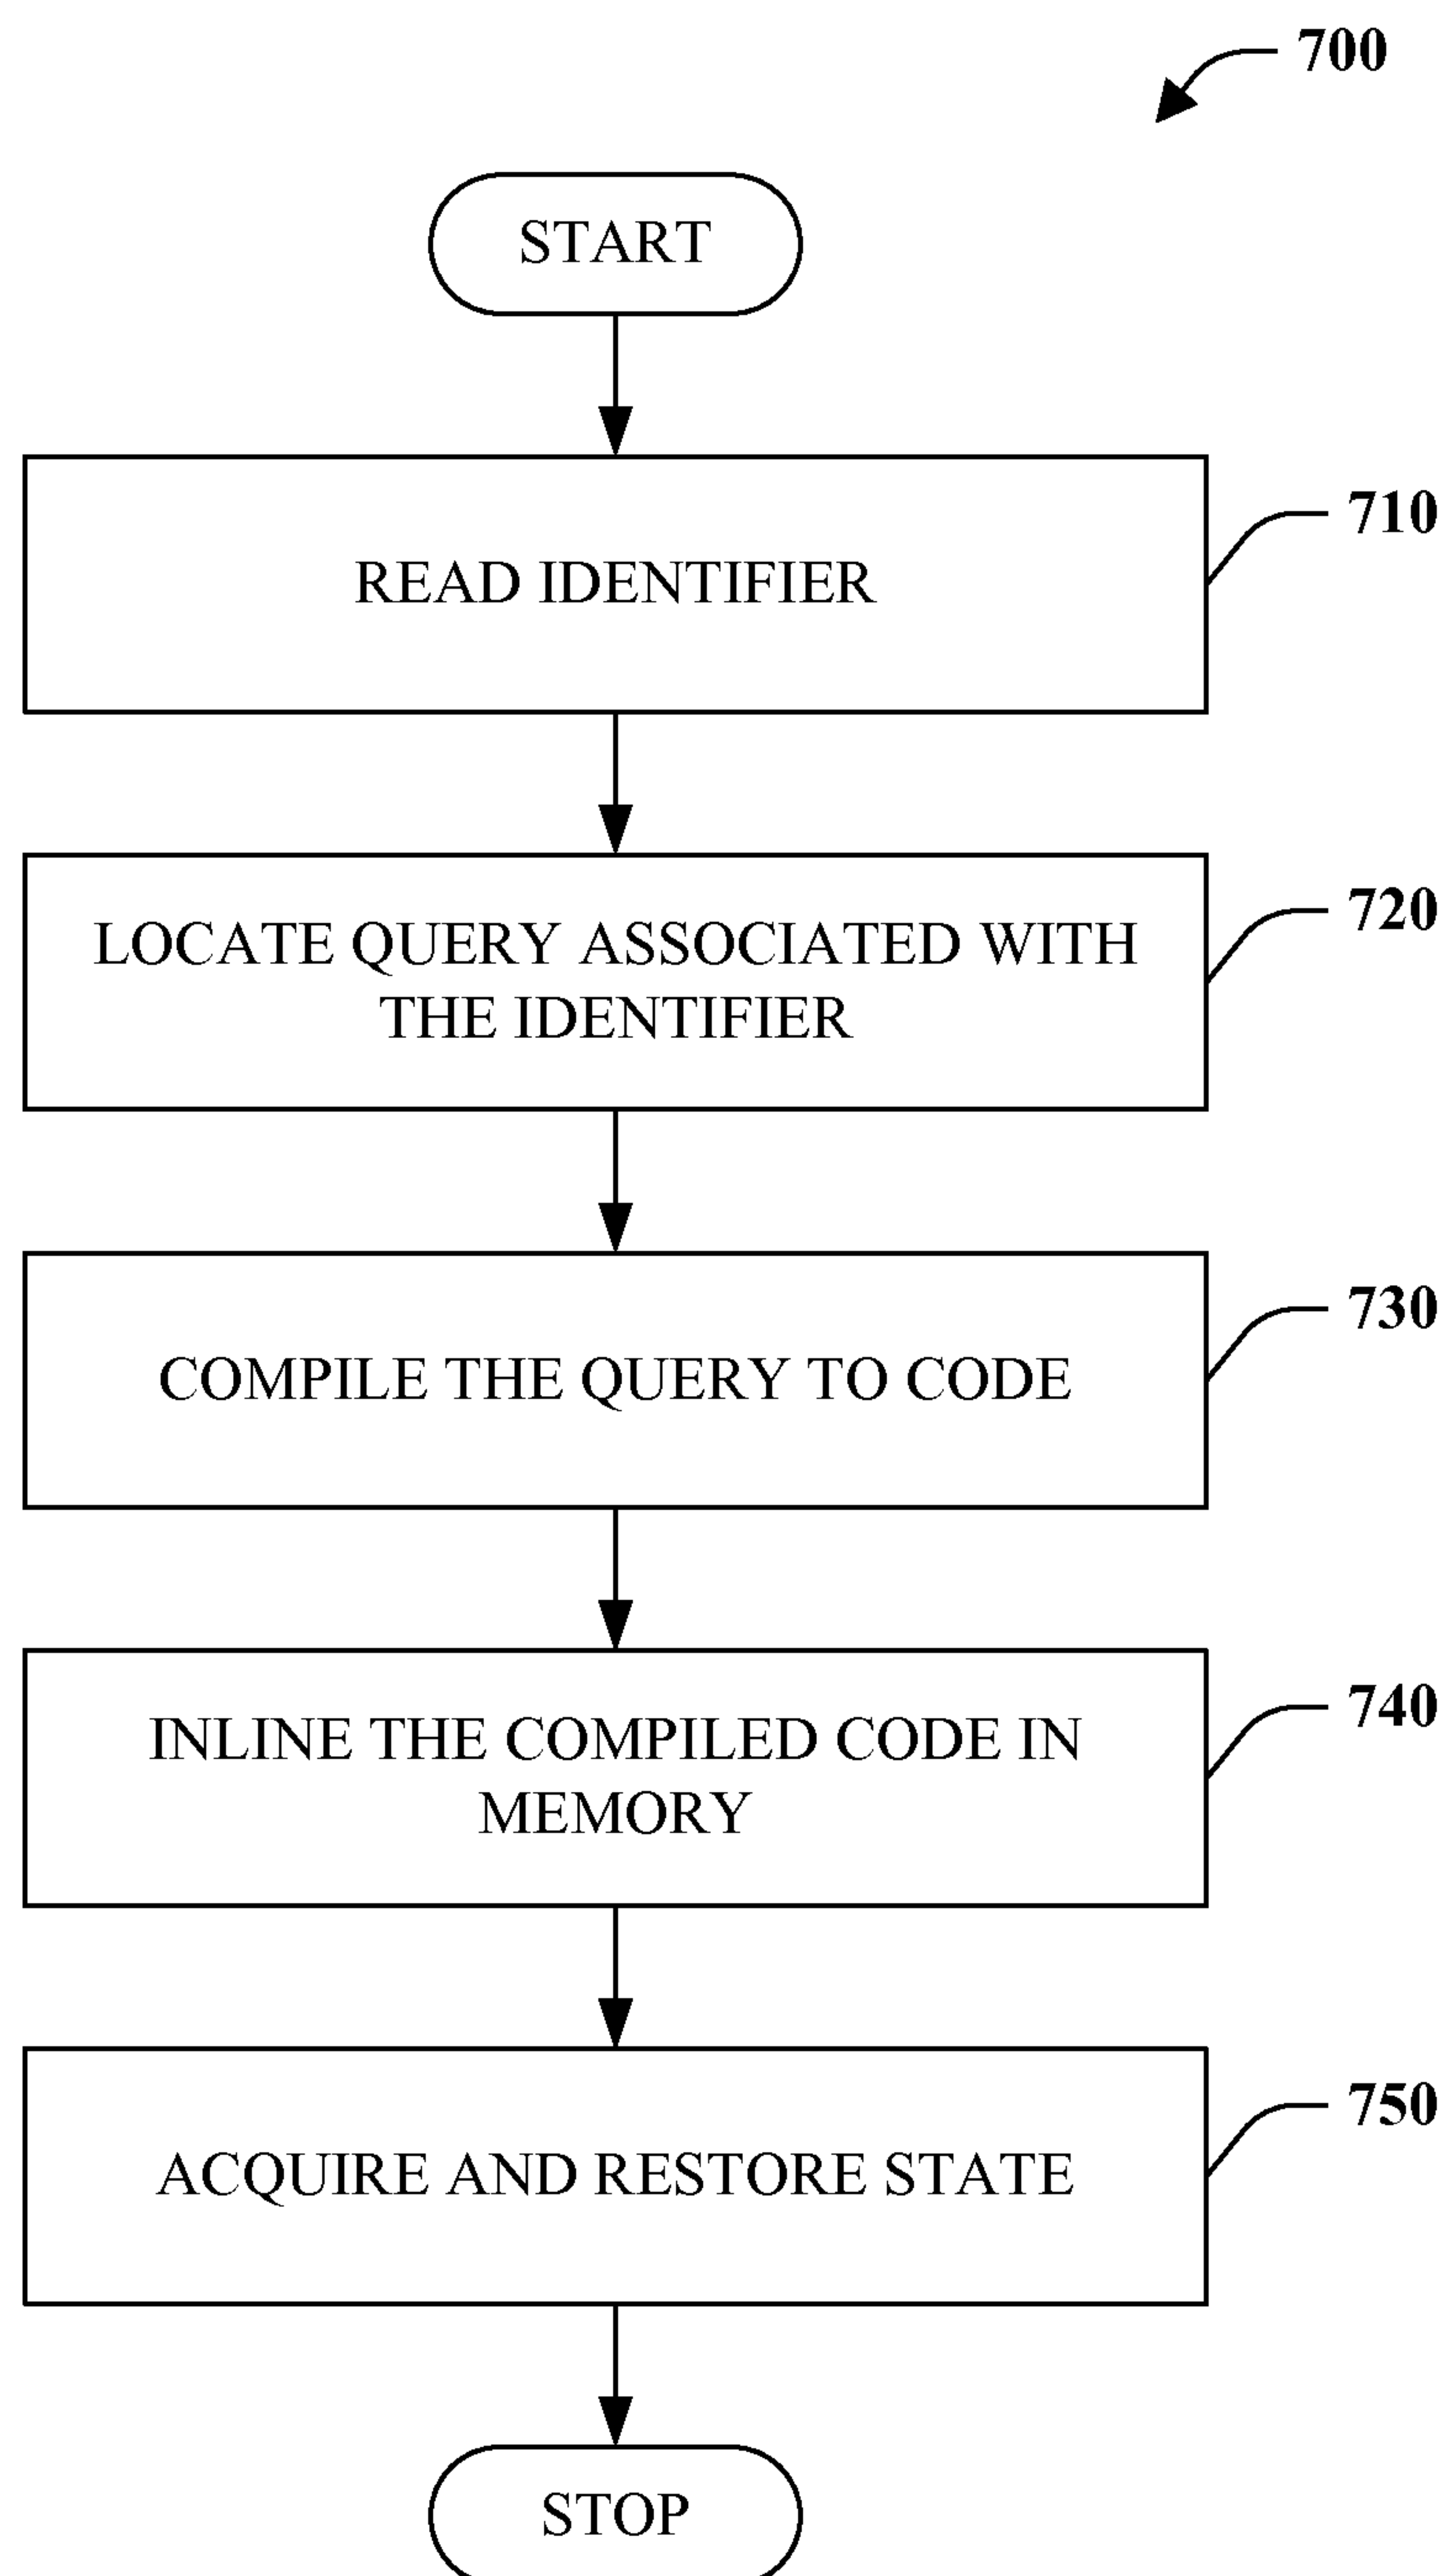 700
START
READ IDENTIFIER
710
LOCATE QUERY ASSOCIATED WITH
THE IDENTIFIER
720
COMPILE THE QUERY TO CODE
730
INLINE THE COMPILED CODE IN
MEMORY
740
ACQUIRE AND RESTORE STATE
750
STOP